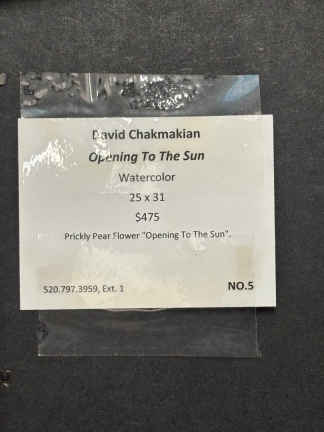 David Chakmakian
Opening To The Sun
Watercolor
25 x 31
$475
Prickly Pear Flower "Opening To The Sun".
520.797.3959, Ext. 1
NO.5